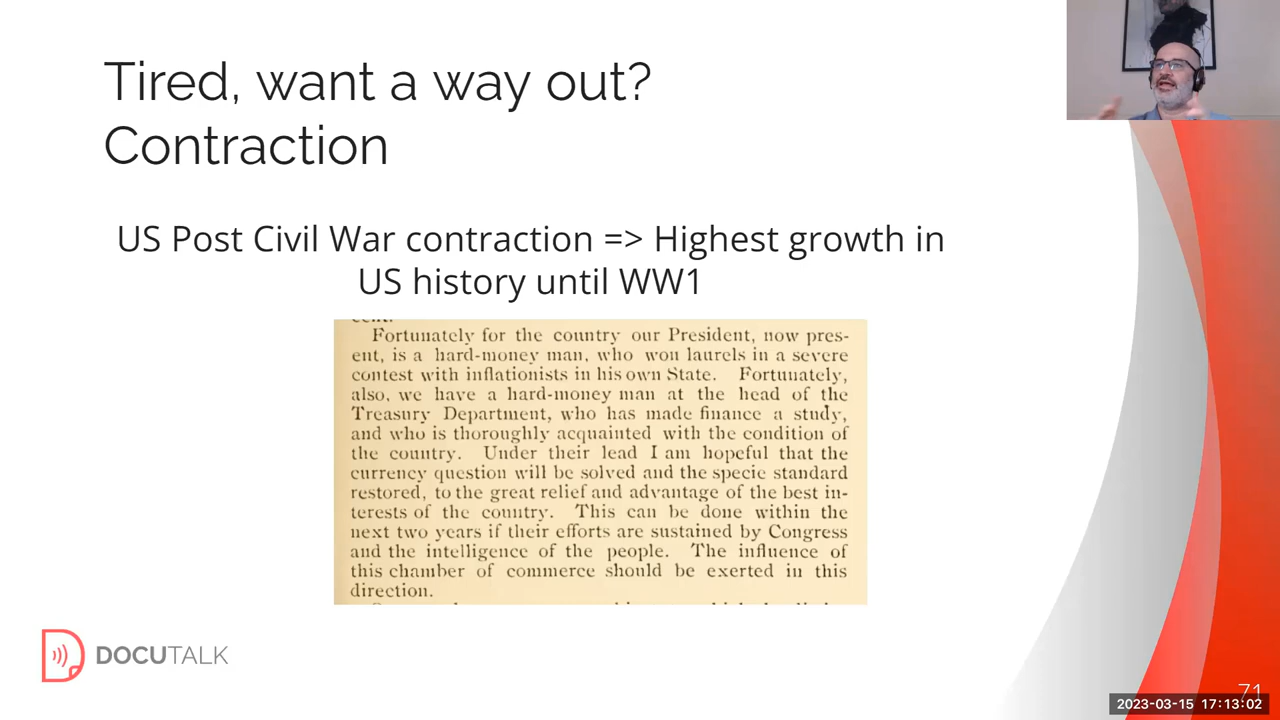 Tired, want a way out?
Contraction
US Post Civil War contraction => Highest growth in
US history until WW1
Fortunately for the country our President, now pres-
ent, is a hard-money man, who won laurels in a severe
contest with inflationists in his own State. Fortunately,
also, we have a hard-money man at the head of the
Treasury Department, who has made finance a study,
and who is thoroughly acquainted with the condition of
the country. Under their lead I am hopeful that the
currency question will be solved and the specie standard
restored, to the great relief and advantage of the best in-
terests of the country. This can be done within the
next two years if their efforts are sustained by Congress
and the intelligence of the people. The influence of
this chamber of commerce should be exerted in this
direction.
DOCUTALK
71
2023-03-15 17:13:02